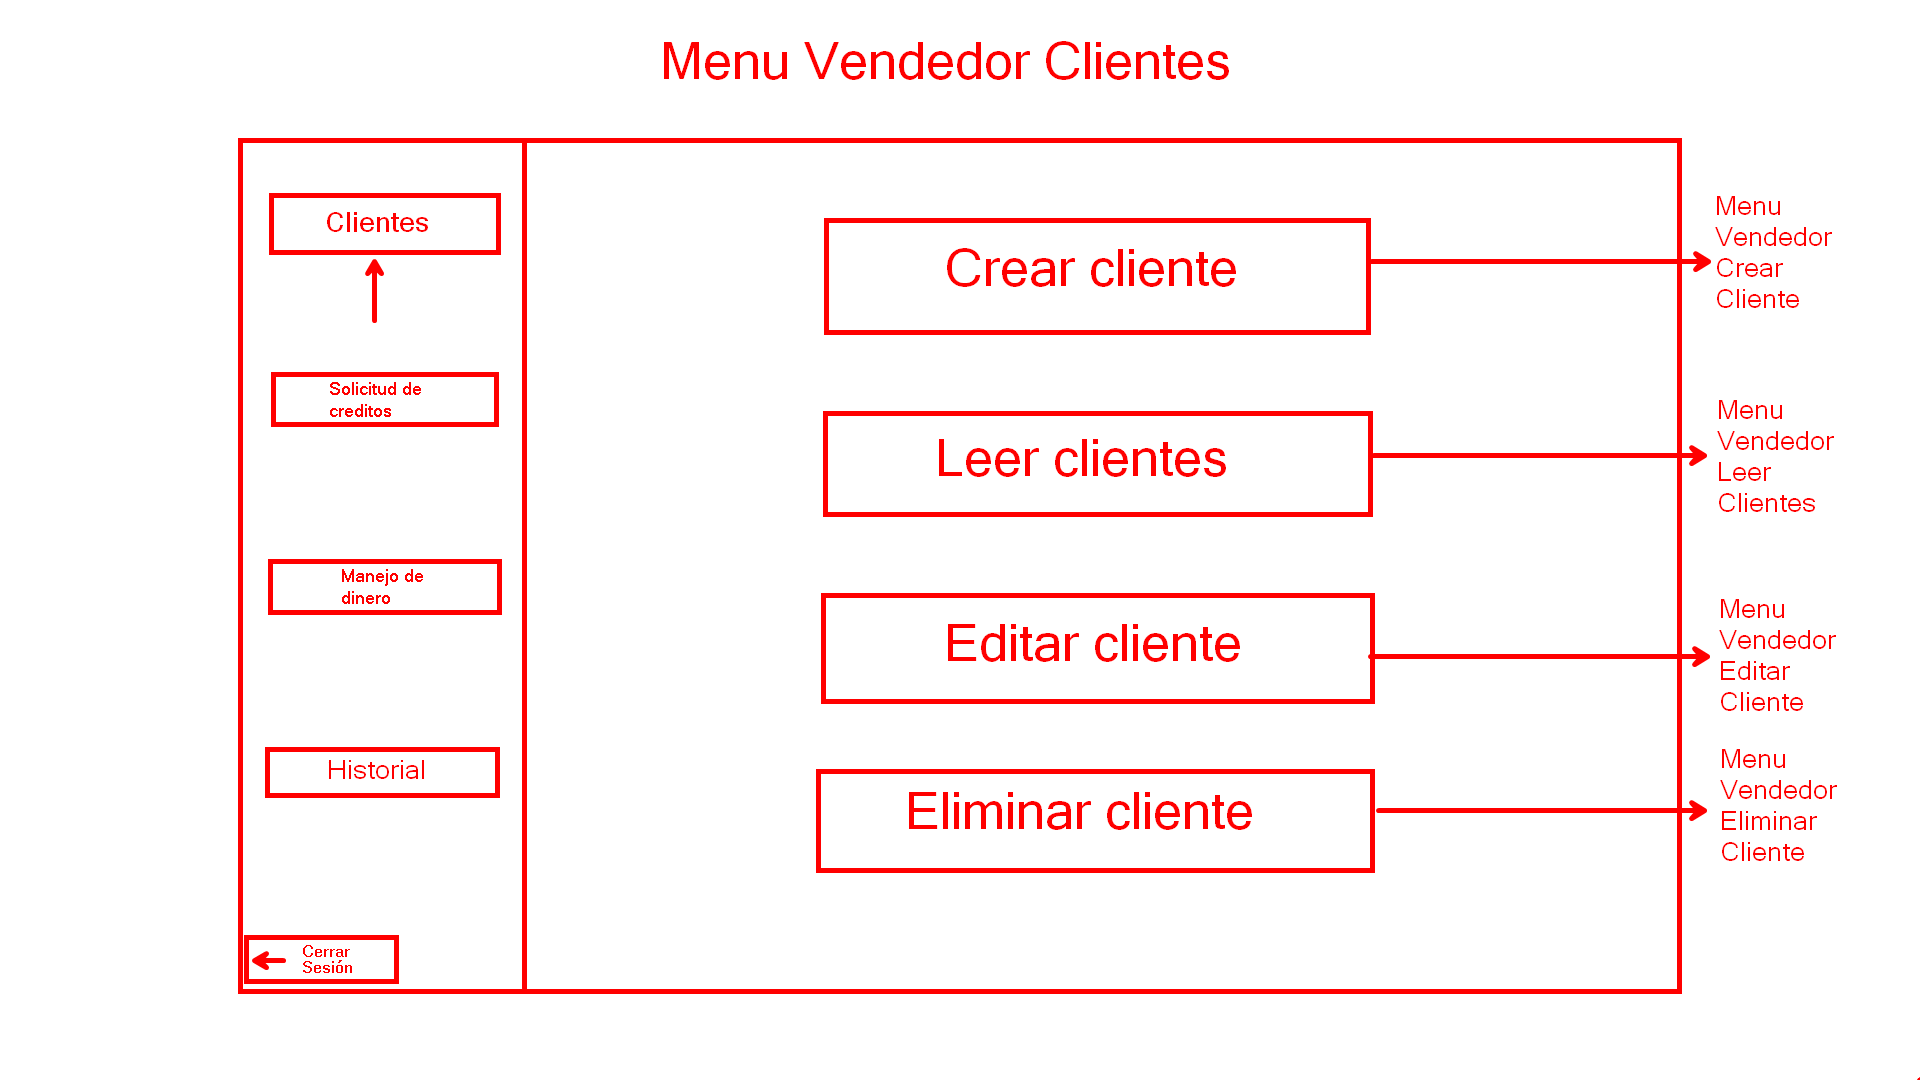 Menu Vendedor Clientes
Clientes
Solicitud de
creditos
Manejo de
dinero
Historial
Cerrar
Sesión
Crear cliente
Leer clientes
Editar cliente
Eliminar cliente
Menu
Vendedor
Crear
Cliente
Menu
Vendedor
Leer
Clientes
Menu
Vendedor
Editar
Cliente
Menu
Vendedor
Eliminar
Cliente